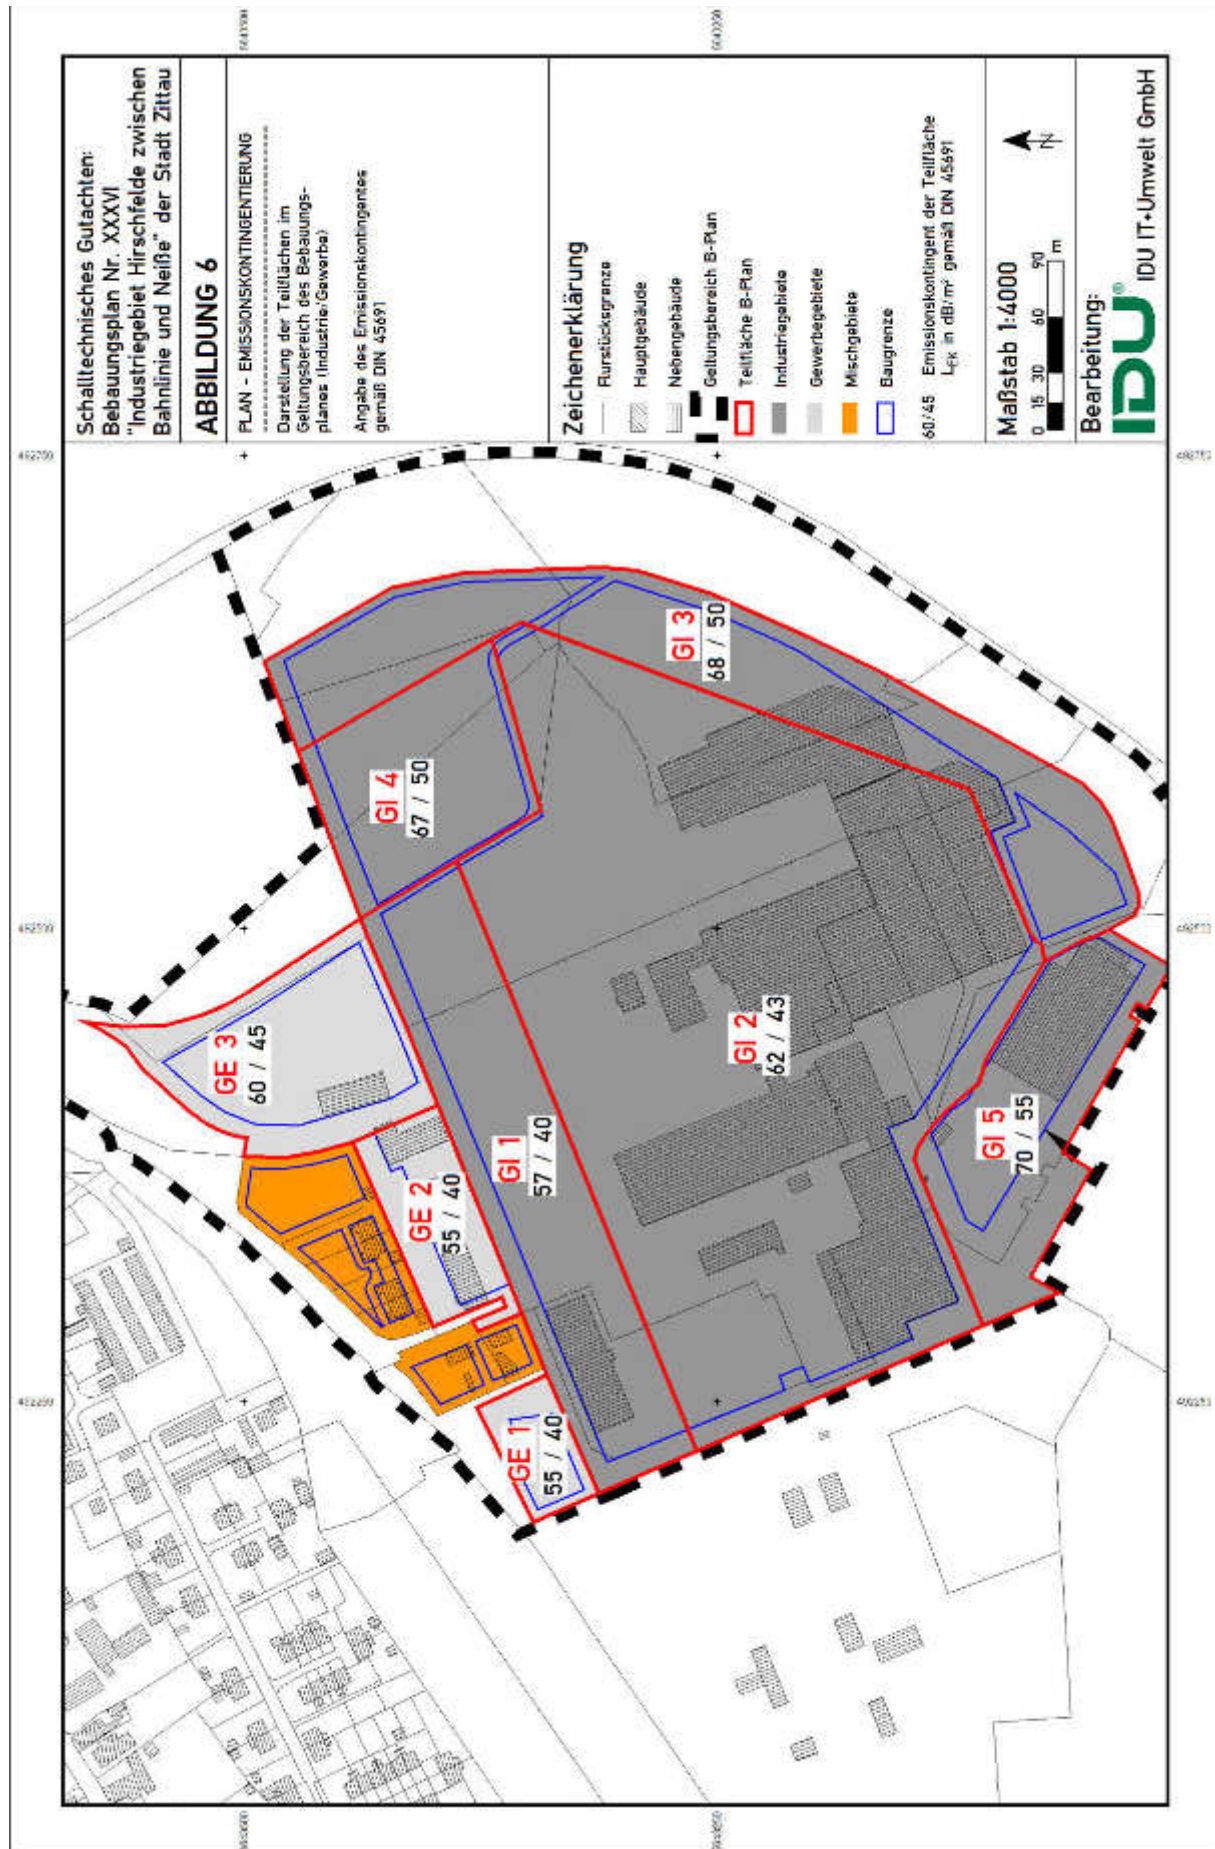 Schalltechnisches Gutachten:
Bebauungsplan Nr. XXXVI
"Industriegebiet Hirschfelde zwischen
Bahnlinie und Neiße" der Stadt Zittau
ABBILDUNG 6
PLAN - EMISSIONSKONTINGENTIERUNG
Darstellung der Teilflächen im
Geltungsbereich des Bebauungs-
planes (Industrie/Gewerbe)
Angabe des Emissionskontingentes
gemäß DIN 45691
Zeichenerklärung
Flurstücksgrenze
Hauptgebäude
Nebengebäude
Geltungsbereich B-Plan
Teilfläche B-Plan
Industriegebiete
Gewerbegebiete
Mischgebiete
Baugrenze
60/45 Emissionskontingent der Teilfläche
LEK in dB/m² gemäß DIN 45691
Maßstab 1:4000
0 15 30 60 90 m
N
Bearbeitung:
IDU® IDU IT+Umwelt GmbH
GE 1
55 / 40
GE 2
55 / 40
GE 3
60 / 45
GI 1
57 / 40
GI 2
62 / 43
GI 3
68 / 50
GI 4
67 / 50
GI 5
70 / 55